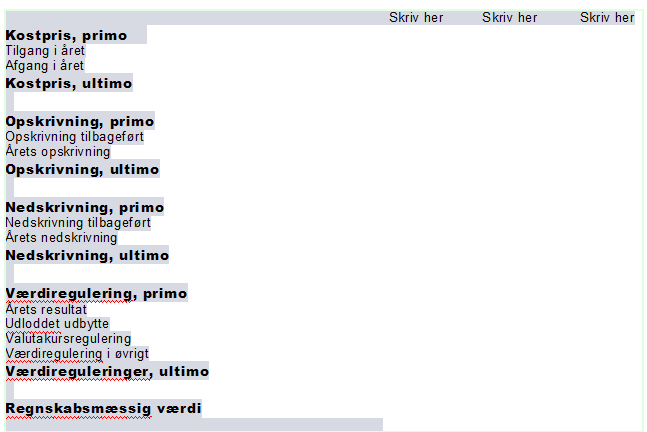 Skriv her Skriv her Skriv her
Kostpris, primo
Tilgang i året
Afgang i året
Kostpris, ultimo
Opskrivning, primo
Opskrivning tilbageført
Årets opskrivning
Opskrivning, ultimo
Nedskrivning, primo
Nedskrivning tilbageført
Årets nedskrivning
Nedskrivning, ultimo
Værdiregulering, primo
Årets resultat
Udloddet udbytte
Valutakursregulering
Værdiregulering i øvrigt
Værdireguleringer, ultimo
Regnskabsmæssig værdi